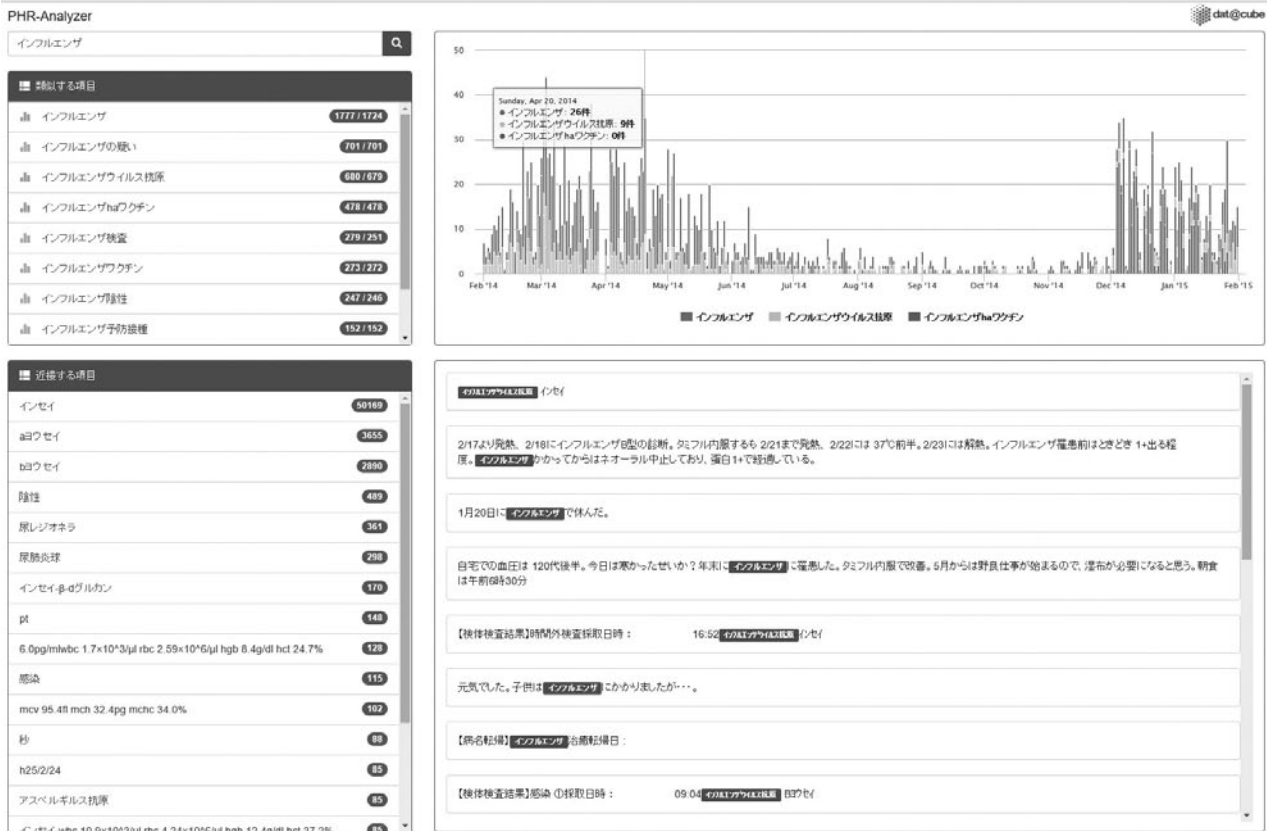 PHR-Analyzer
dat@cube
インフルエンザ
類似する項目
インフルエンザ 1777 / 1724
インフルエンザの疑い 701 / 701
インフルエンザウイルス抗原 680 / 679
インフルエンザhaワクチン 478 / 478
インフルエンザ検査 279 / 251
インフルエンザワクチン 273 / 272
インフルエンザ陰性 247 / 246
インフルエンザ予防接種 152 / 152
50
40
30
20
10
0
Sunday, Apr 20, 2014
インフルエンザ: 26件
インフルエンザウイルス抗原: 9件
インフルエンザhaワクチン: 0件
Feb '14 Mar '14 Apr '14 May '14 Jun '14 Jul '14 Aug '14 Sep '14 Oct '14 Nov '14 Dec '14 Jan '15 Feb '15
インフルエンザ インフルエンザウイルス抗原 インフルエンザhaワクチン
近接する項目
インセイ 50169
aヨウセイ 3655
bヨウセイ 2890
陰性 489
尿レジオネラ 361
尿肺炎球 298
インセイ-β-dグルカン 170
pt 148
6.0pg/mlwbc 1.7×10^3/μl rbc 2.59×10^6/μl hgb 8.4g/dl hct 24.7% 128
感染 115
mcv 95.4fl mch 32.4pg mchc 34.0% 102
秒 88
h25/2/24 85
アスペルギルス抗原 85
インセイ wbc 10.9×10^3/μl rbc 4.24×10^6/μl hgb 12.4g/dl hct 37.2% 85
インフルエンザウイルス抗原 インセイ
2/17より発熱、2/18にインフルエンザB型の診断。タミフル内服するも 2/21まで発熱、2/22には 37℃前半。2/23には解熱。インフルエンザ罹患前はときどき 1+出る程
度。インフルエンザ かかってからはネオーラル中止しており、蛋白1+で経過している。
1月20日に インフルエンザ で休んだ。
自宅での血圧は 120代後半。今日は寒かったせいか？年末に インフルエンザ に罹患した。タミフル内服で改善。5月からは野良仕事が始まるので、湿布が必要になると思う。朝食
は午前6時30分
【検体検査結果】時間外検査採取日時： 16:52 インフルエンザウイルス抗原 インセイ
元気でした。子供は インフルエンザ にかかりましたが・・・。
【病名転帰】 インフルエンザ 治癒転帰日：
【検体検査結果】感染 ①採取日時： 09:04 インフルエンザウイルス抗原 Bヨウセイ